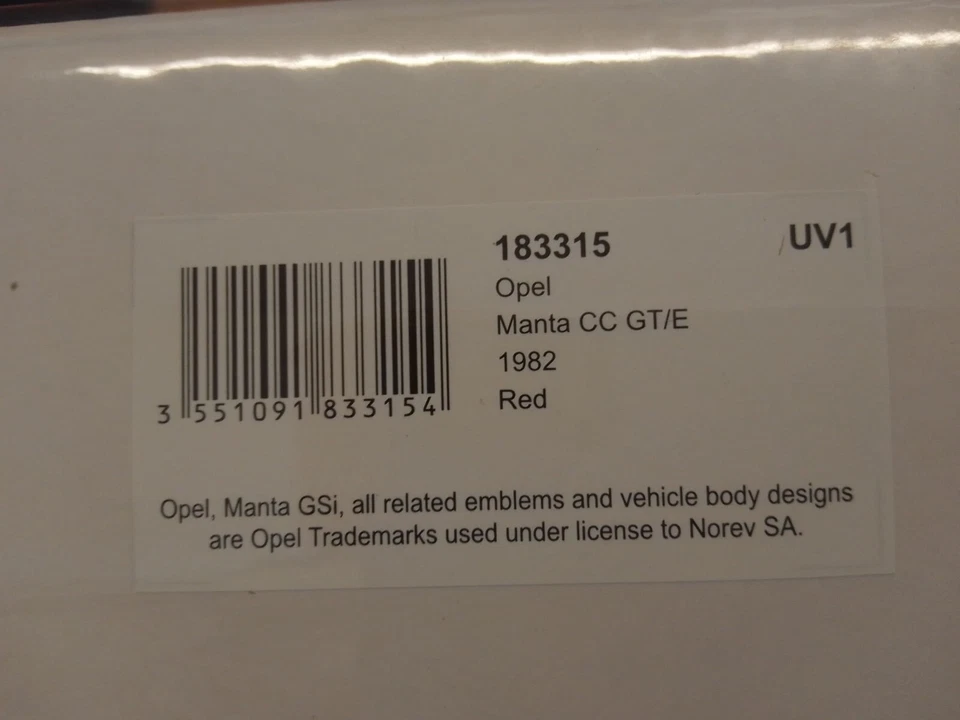 183315
UV1
Opel
Manta CC GT/E
1982
Red
3 551091 833154
Opel, Manta GSi, all related emblems and vehicle body designs
are Opel Trademarks used under license to Norev SA.